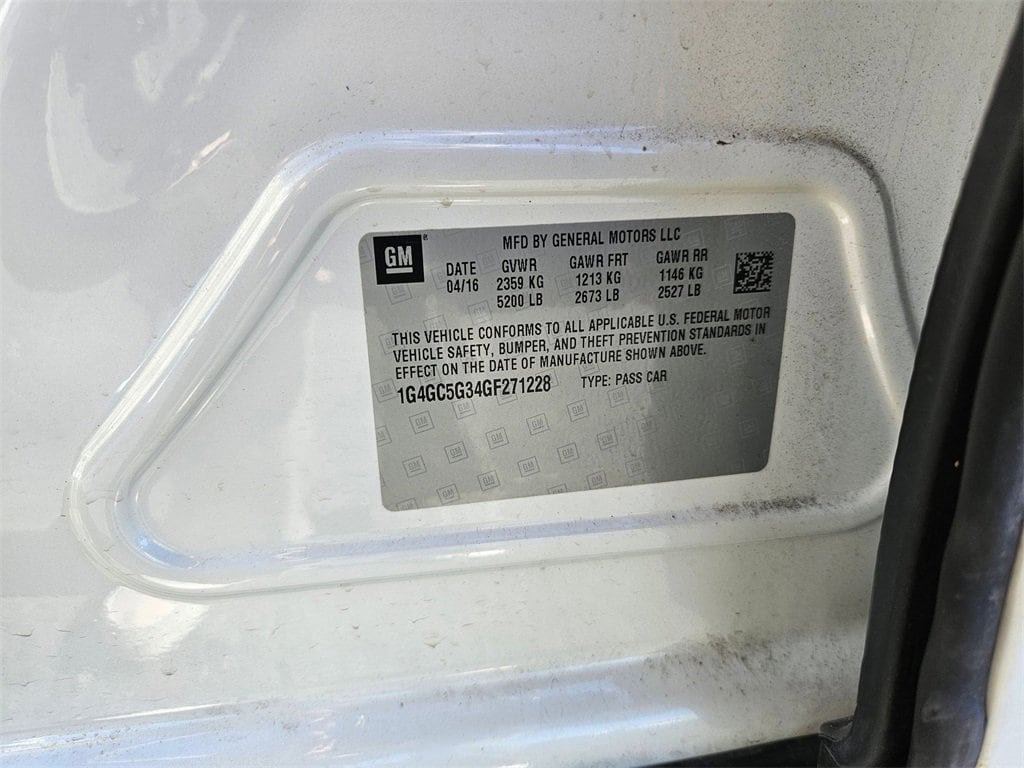 GM ®
MFD BY GENERAL MOTORS LLC
DATE GVWR GAWR FRT GAWR RR
04/16 2359 KG 1213 KG 1146 KG
5200 LB 2673 LB 2527 LB
THIS VEHICLE CONFORMS TO ALL APPLICABLE U.S. FEDERAL MOTOR
VEHICLE SAFETY, BUMPER, AND THEFT PREVENTION STANDARDS IN
EFFECT ON THE DATE OF MANUFACTURE SHOWN ABOVE.
1G4GC5G34GF271228 TYPE: PASS CAR